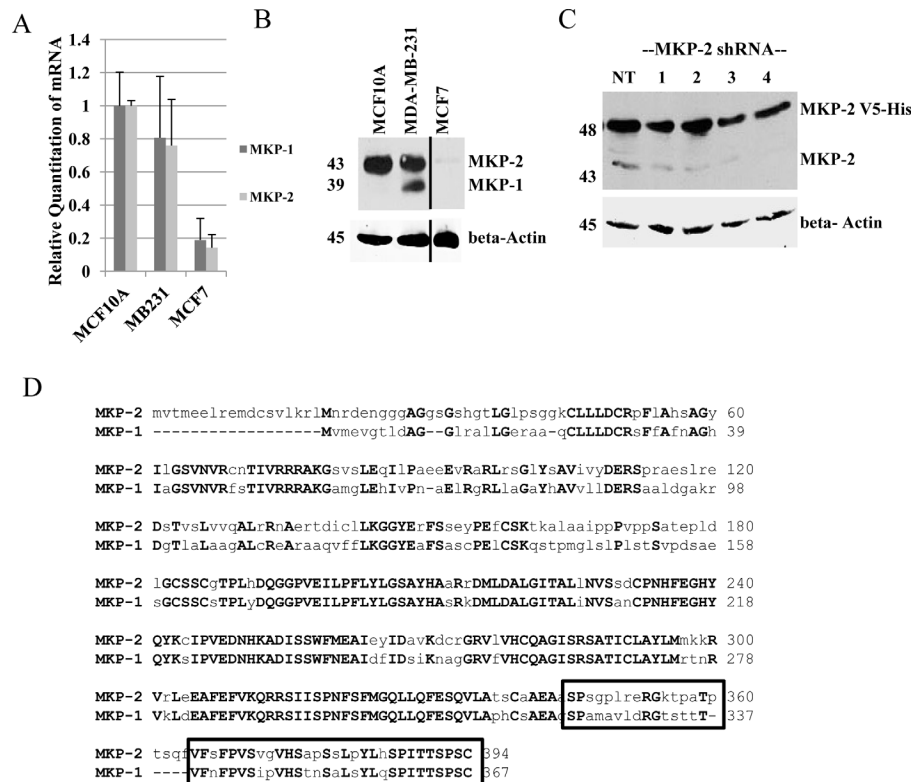 A
Relative Quantitation of mRNA
1.4
1.2
1
0.8
0.6
0.4
0.2
0
MKP-1
MKP-2
MCF10A
MB231
MCF7
B
MCF10A
MDA-MB-231
MCF7
43
39
MKP-2
MKP-1
45
beta-Actin
C
--MKP-2 shRNA--
NT 1 2 3 4
48
43
MKP-2 V5-His
MKP-2
45
beta- Actin
D
MKP-2 mvtmeelremdcsvlkrlMnrdengggAGgsGshgtLGlpsggkCLLLDCRpFlAhsAGy 60
MKP-1 ------------------MvmevgtldAG--GlralLGeraa-qCLLLDCRsFfAfnAGh 39
MKP-2 IlGSVNVRcnTIVRRRAKGsvsLEqIlPaeeEvRaRLrsGlYsAVivyDERSpraeslre 120
MKP-1 IaGSVNVRfsTIVRRRAKGamgLEhIvPn-aElRgRLlaGaYhAVvllDERSaaldgakr 98
MKP-2 DsTvsLvvqALrRnAertdiclLKGGYErFSseyPEfCSKtkalaaippPvppSatepld 180
MKP-1 DgTlaLaagALcReAraaqvffLKGGYEaFSascPElCSKqstpmglslPlstSvpdsae 158
MKP-2 lGCSSCgTPLhDQGGPVEILPFLYLGSAYHAaRrDMLDALGITALlNVSsdCPNHFEGHY 240
MKP-1 sGCSSCsTPLyDQGGPVEILPFLYLGSAYHAsRkDMLDALGITALiNVSanCPNHFEGHY 218
MKP-2 QYKcIPVEDNHKADISSWFMEAIeyIDavKdcrGRVlVHCQAGISRSATICLAYLMmkkR 300
MKP-1 QYKsIPVEDNHKADISSWFNEAIdfIDsiKnagGRVfVHCQAGISRSATICLAYLMrtnR 278
MKP-2 VrLeEAFEFVKQRRSIISPNFSFMGQLLQFESQVLAtsCaAEAaSPsgplreRGktpaTp 360
MKP-1 VkLdEAFEFVKQRRSIISPNFSFMGQLLQFESQVLAphCsAEAgSPamavldRGtsttT- 337
MKP-2 tsqfVFsFPVSvgVHSapSsLpYLhSPITTSPSC 394
MKP-1 ----VFnFPVSipVHStnSaLsYLqSPITTSPSC 367